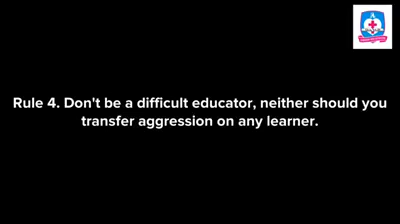 Rule 4. Don't be a difficult educator, neither should you
transfer aggression on any learner.